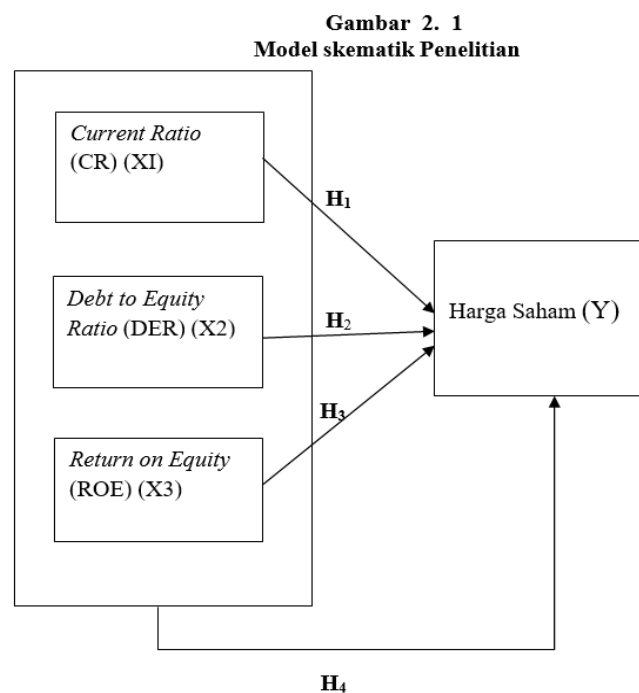 Gambar 2. 1
Model skematik Penelitian
Current Ratio
(CR) (XI)
H₁
Debt to Equity
Ratio (DER) (X2)
H₂
Harga Saham (Y)
H₃
Return on Equity
(ROE) (X3)
H₄